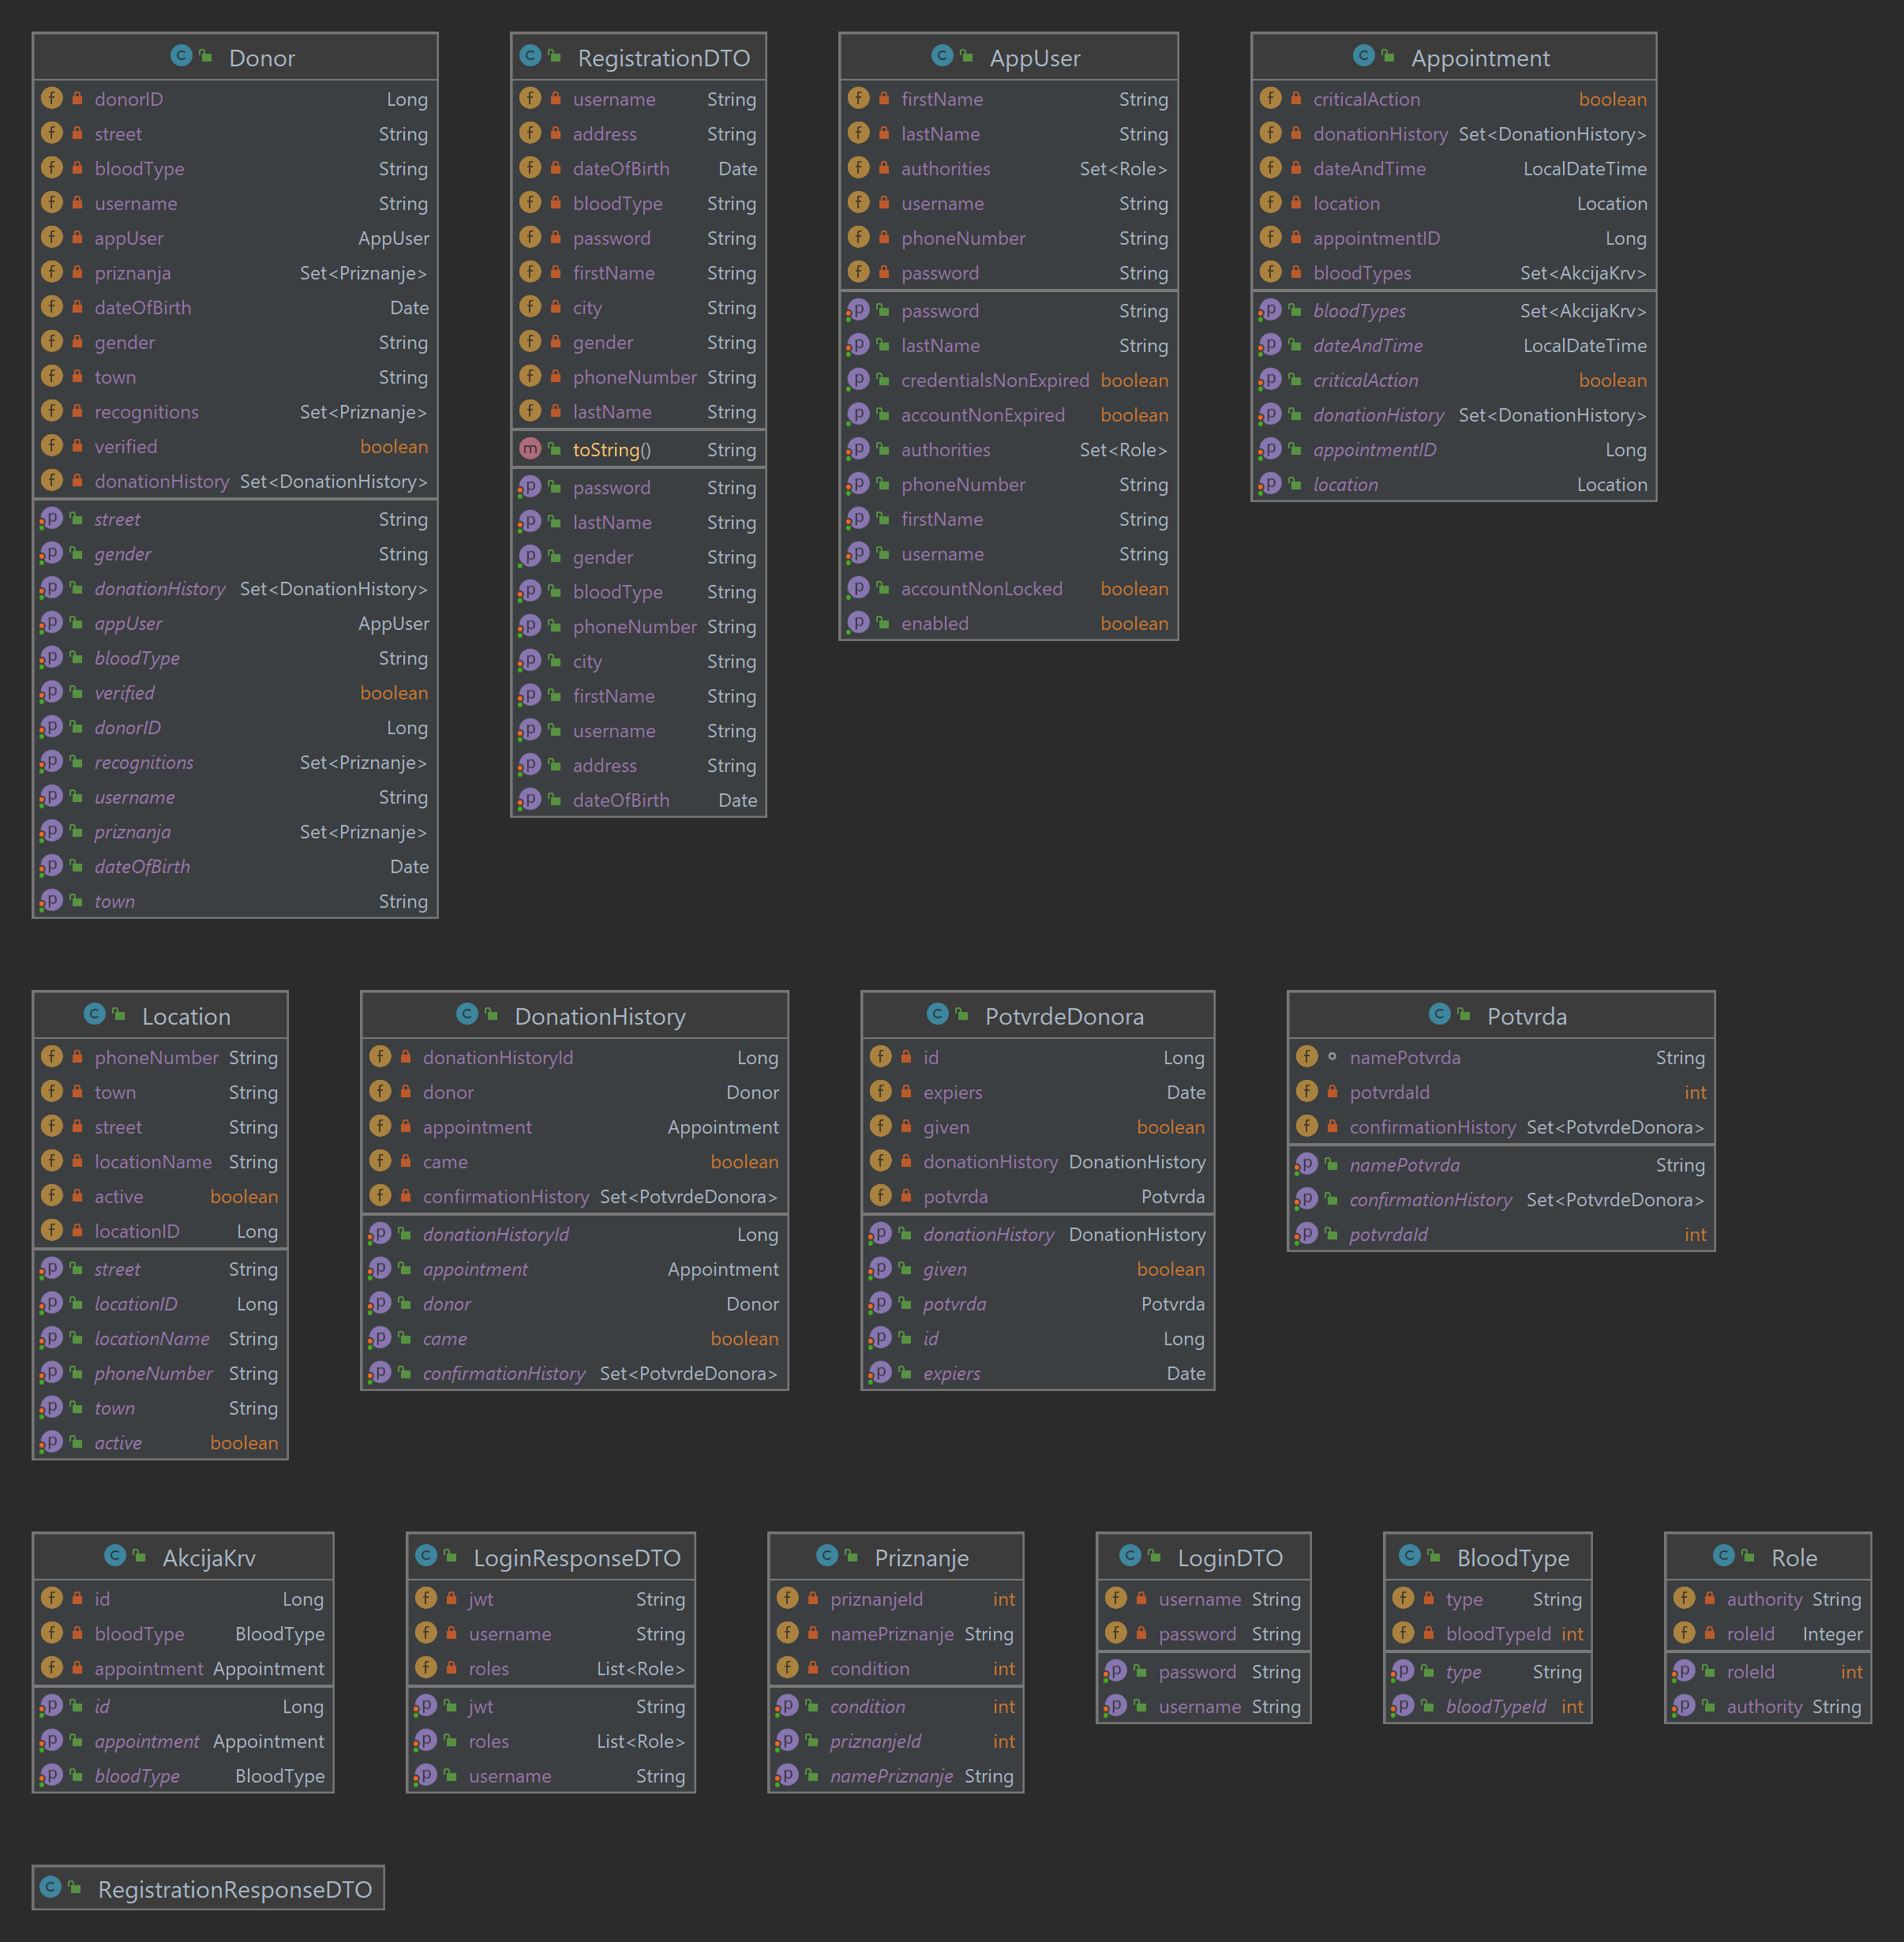 Donor
donorID Long
street String
bloodType String
username String
appUser AppUser
priznanja Set<Priznanje>
dateOfBirth Date
gender String
town String
recognitions Set<Priznanje>
verified boolean
donationHistory Set<DonationHistory>
street String
gender String
donationHistory Set<DonationHistory>
appUser AppUser
bloodType String
verified boolean
donorID Long
recognitions Set<Priznanje>
username String
priznanja Set<Priznanje>
dateOfBirth Date
town String
RegistrationDTO
username String
address String
dateOfBirth Date
bloodType String
password String
firstName String
city String
gender String
phoneNumber String
lastName String
toString() String
password String
lastName String
gender String
bloodType String
phoneNumber String
city String
firstName String
username String
address String
dateOfBirth Date
AppUser
firstName String
lastName String
authorities Set<Role>
username String
phoneNumber String
password String
password String
lastName String
credentialsNonExpired boolean
accountNonExpired boolean
authorities Set<Role>
phoneNumber String
firstName String
username String
accountNonLocked boolean
enabled boolean
Appointment
criticalAction boolean
donationHistory Set<DonationHistory>
dateAndTime LocalDateTime
location Location
appointmentID Long
bloodTypes Set<AkcijaKrv>
bloodTypes Set<AkcijaKrv>
dateAndTime LocalDateTime
criticalAction boolean
donationHistory Set<DonationHistory>
appointmentID Long
location Location
Location
phoneNumber String
town String
street String
locationName String
active boolean
locationID Long
street String
locationID Long
locationName String
phoneNumber String
town String
active boolean
DonationHistory
donationHistoryId Long
donor Donor
appointment Appointment
came boolean
confirmationHistory Set<PotvrdeDonora>
donationHistoryId Long
appointment Appointment
donor Donor
came boolean
confirmationHistory Set<PotvrdeDonora>
PotvrdeDonora
id Long
expiers Date
given boolean
donationHistory DonationHistory
potvrda Potvrda
donationHistory DonationHistory
given boolean
potvrda Potvrda
id Long
expiers Date
Potvrda
namePotvrda String
potvrdaId int
confirmationHistory Set<PotvrdeDonora>
namePotvrda String
confirmationHistory Set<PotvrdeDonora>
potvrdaId int
AkcijaKrv
id Long
bloodType BloodType
appointment Appointment
id Long
appointment Appointment
bloodType BloodType
LoginResponseDTO
jwt String
username String
roles List<Role>
jwt String
roles List<Role>
username String
Priznanje
priznanjeId int
namePriznanje String
condition int
condition int
priznanjeId int
namePriznanje String
LoginDTO
username String
password String
password String
username String
BloodType
type String
bloodTypeId int
type String
bloodTypeId int
Role
authority String
roleId Integer
roleId int
authority String
RegistrationResponseDTO